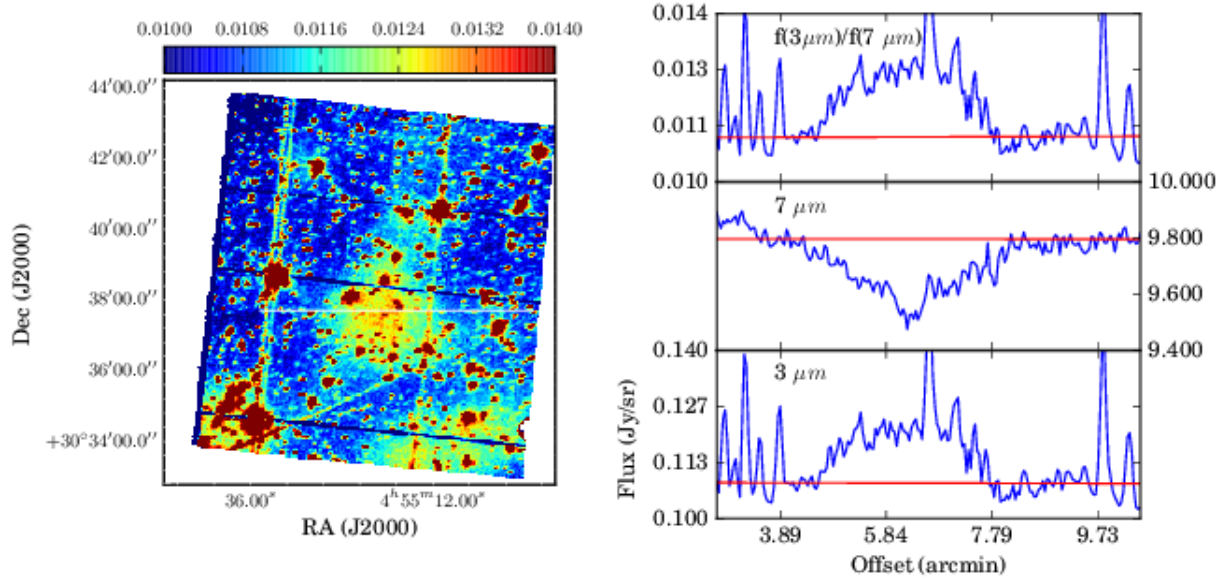 0.0100 0.0108 0.0116 0.0124 0.0132 0.0140
44′00.0″
42′00.0″
40′00.0″
38′00.0″
36′00.0″
+30°34′00.0″
Dec (J2000)
36.00ˢ 4ʰ55ᵐ12.00ˢ
RA (J2000)
0.014
0.013
0.011
0.010
f(3μm)/f(7 μm)
10.000
9.800
9.600
9.400
7 μm
0.140
0.127
0.113
0.100
3 μm
Flux (Jy/sr)
3.89 5.84 7.79 9.73
Offset (arcmin)